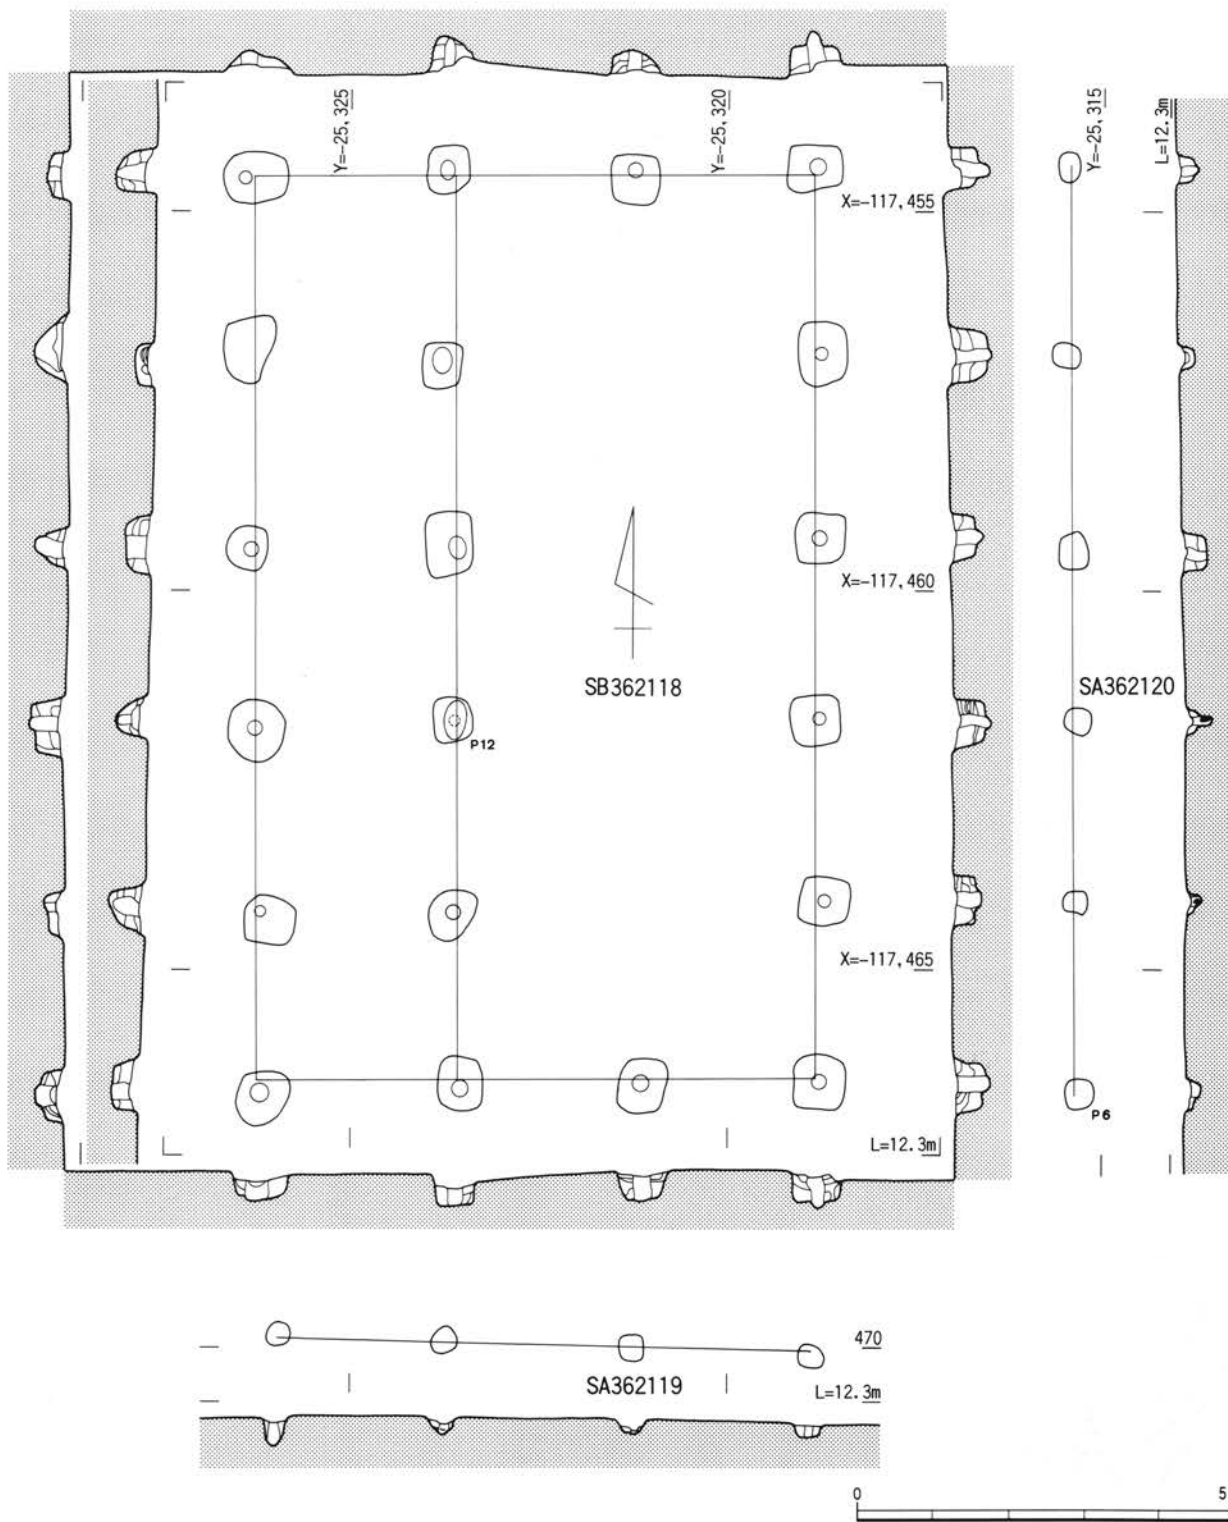 Y=-25, 325
Y=-25, 320
Y=-25, 315
L=12.3m
X=-117, 455
X=-117, 460
SB362118
SA362120
P12
X=-117, 465
P6
L=12.3m
470
SA362119
L=12.3m
0 5